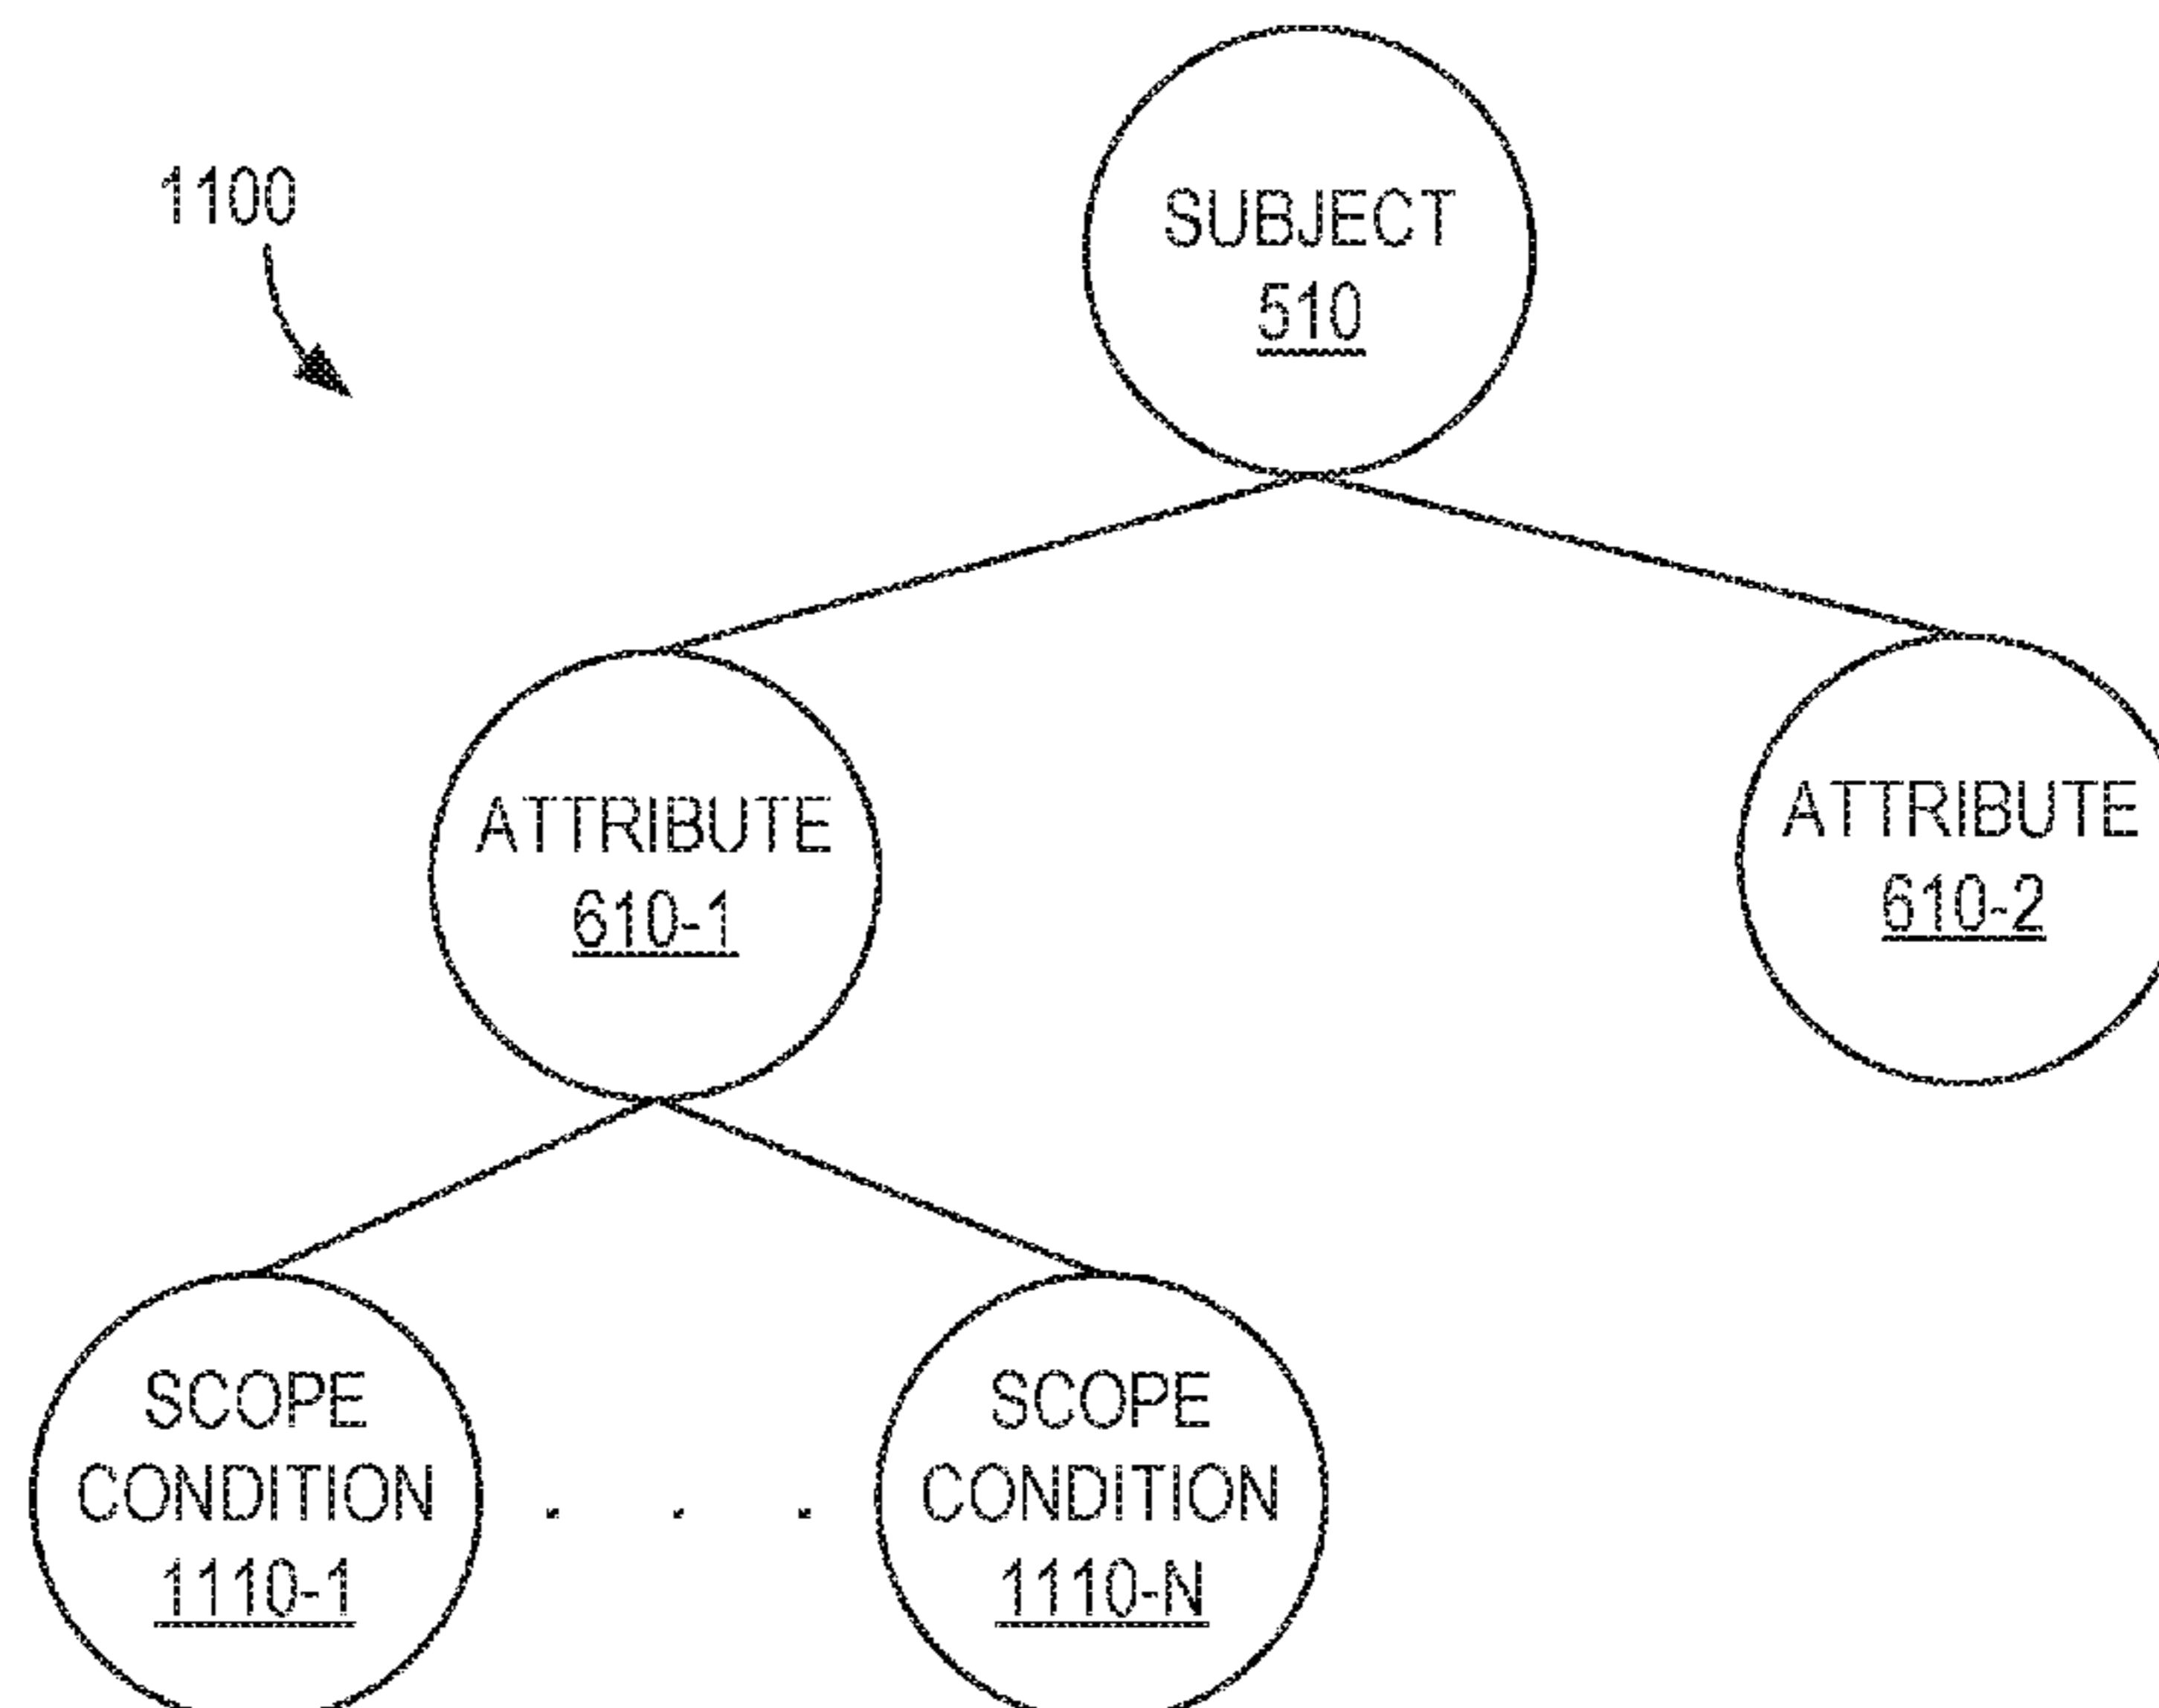 1100
SUBJECT
510
ATTRIBUTE
610-1
ATTRIBUTE
610-2
SCOPE
CONDITION
1110-1
. . .
SCOPE
CONDITION
1110-N